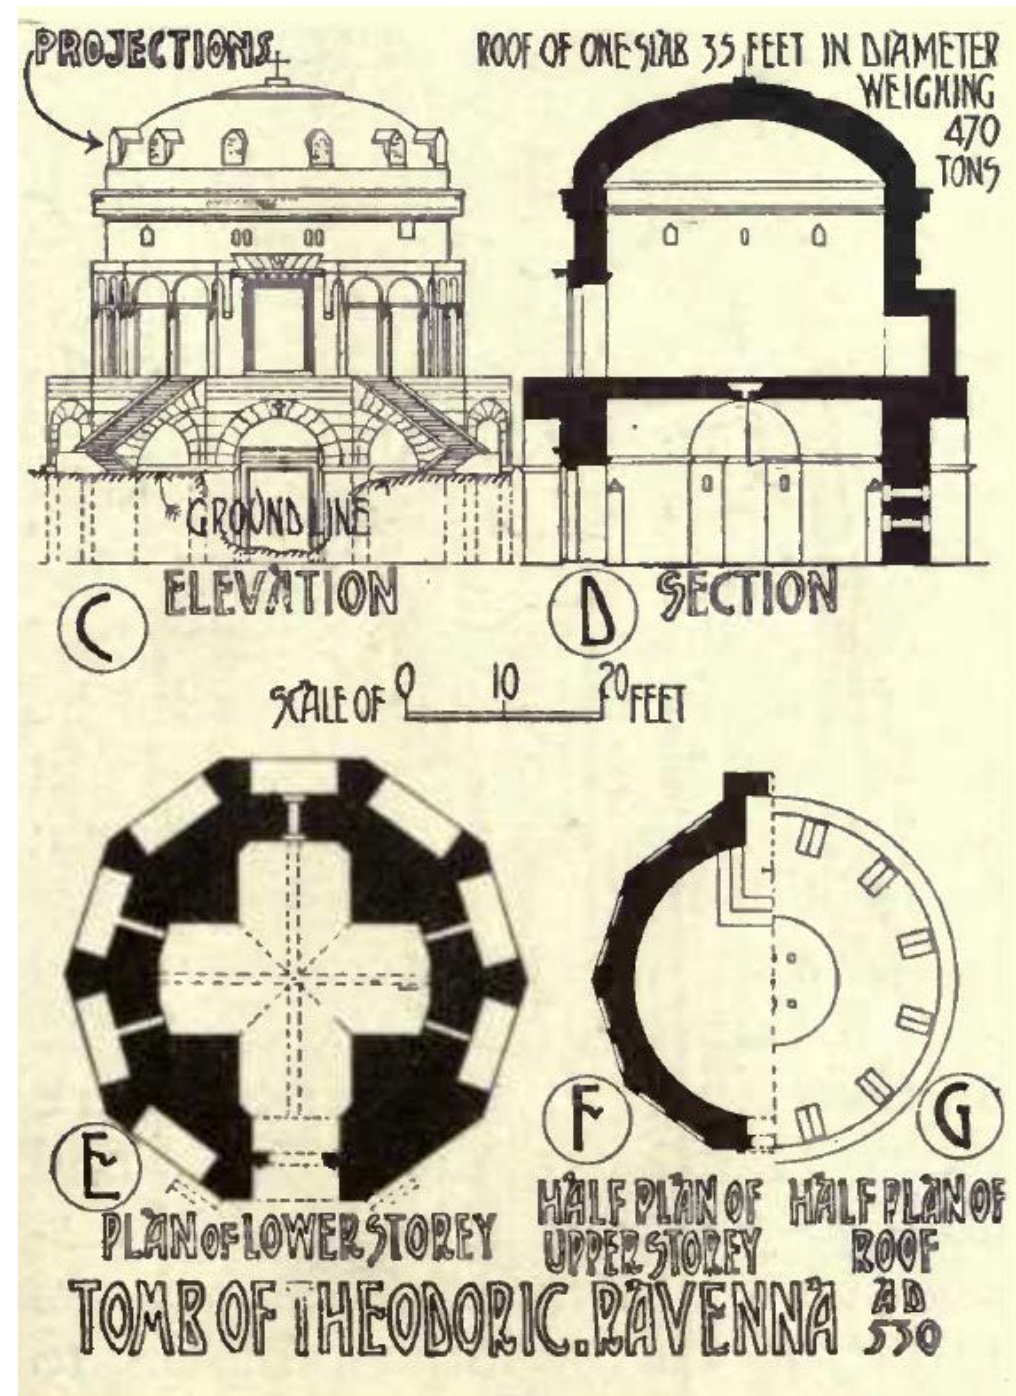 PROJECTIONS
ROOF OF ONE SLAB 35 FEET IN DIAMETER
WEIGHING
470
TONS
GROUND LINE
C
ELEVATION
D
SECTION
SCALE OF 0 10 20 FEET
E
PLAN OF LOWER STOREY
F
HALF PLAN OF
UPPER STOREY
G
HALF PLAN OF
ROOF
TOMB OF THEODORIC. RAVENNA
AD
530